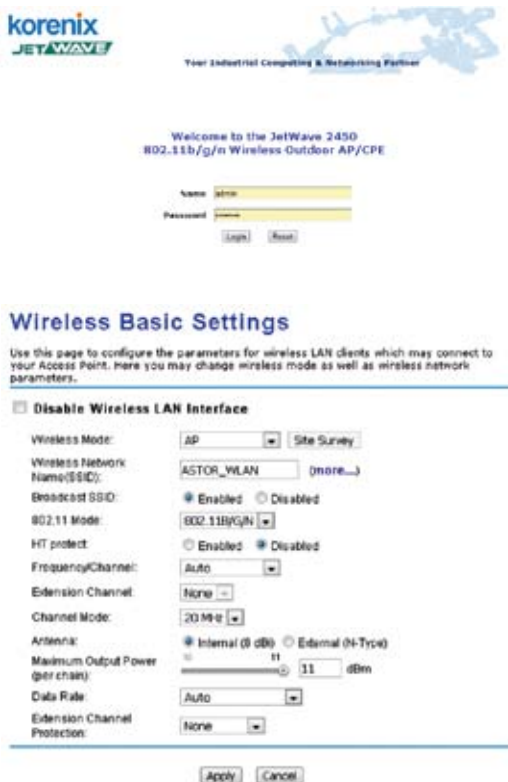 korenix
JETWAVE
Your Industrial Computing & Networking Partner
Welcome to the JetWave 2450
802.11b/g/n Wireless Outdoor AP/CPE
Name admin
Password
Login Reset
Wireless Basic Settings
Use this page to configure the parameters for wireless LAN clients which may connect to
your Access Point. Here you may change wireless mode as well as wireless network
parameters.
Disable Wireless LAN Interface
Wireless Mode: AP Site Survey
Wireless Network
Name(SSID): ASTOR_WLAN (more...)
Broadcast SSID: Enabled Disabled
802.11 Mode: 802.11B/G/N
HT protect: Enabled Disabled
Frequency/Channel: Auto
Extension Channel: None
Channel Mode: 20 MHz
Antenna: Internal (8 dBi) External (N-Type)
Maximum Output Power
(per chain): 11 11 dBm
Data Rate: Auto
Extension Channel
Protection: None
Apply Cancel